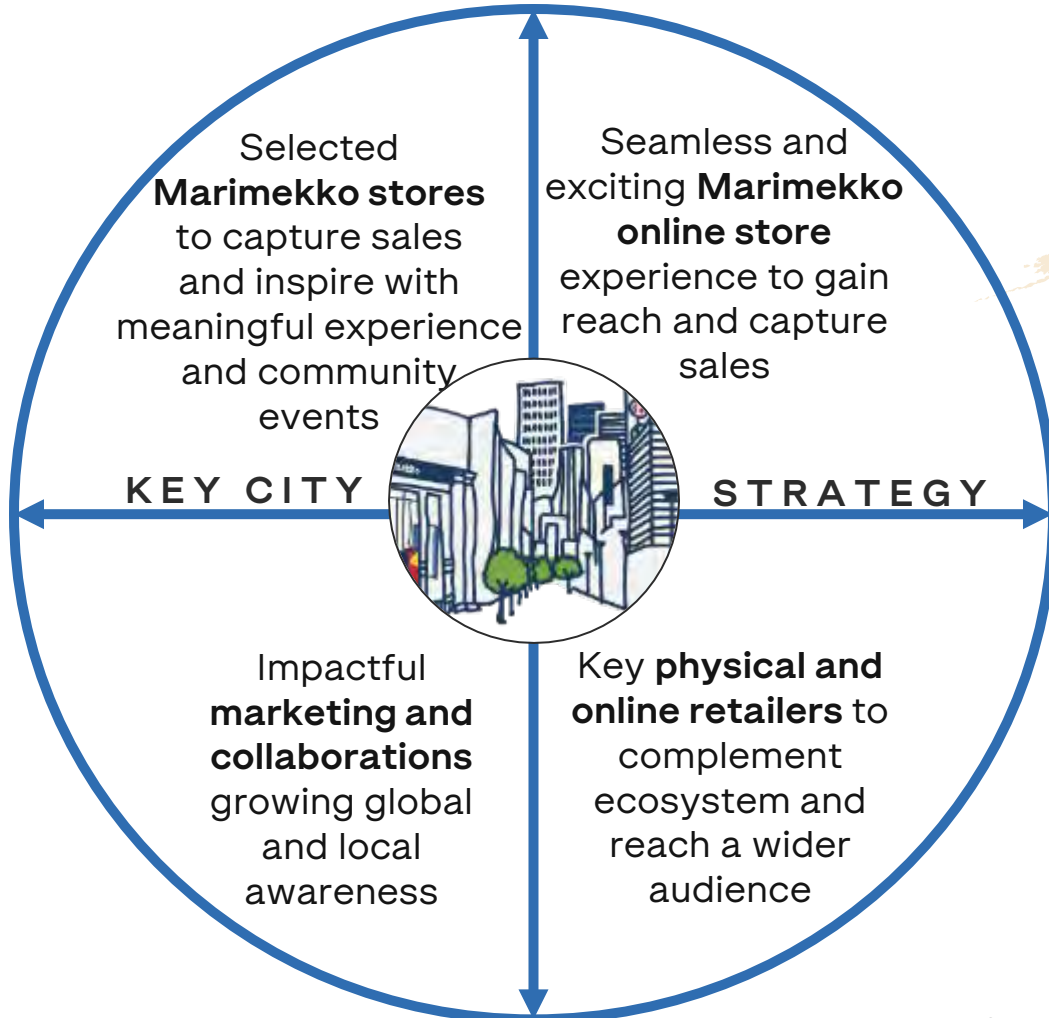 Selected
Marimekko stores
to capture sales
and inspire with
meaningful experience
and community
events
Seamless and
exciting Marimekko
online store
experience to gain
reach and capture
sales
KEY CITY
STRATEGY
Impactful
marketing and
collaborations
growing global
and local
awareness
Key physical and
online retailers to
complement
ecosystem and
reach a wider
audience